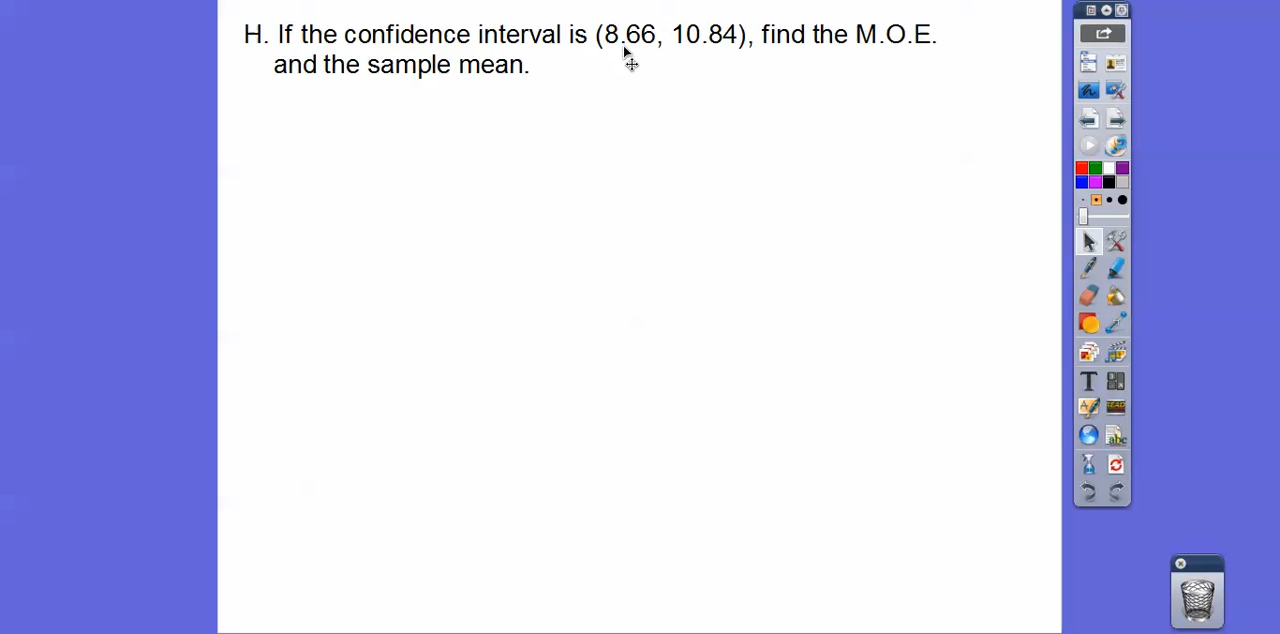 H. If the confidence interval is (8.66, 10.84), find the M.O.E.
and the sample mean.